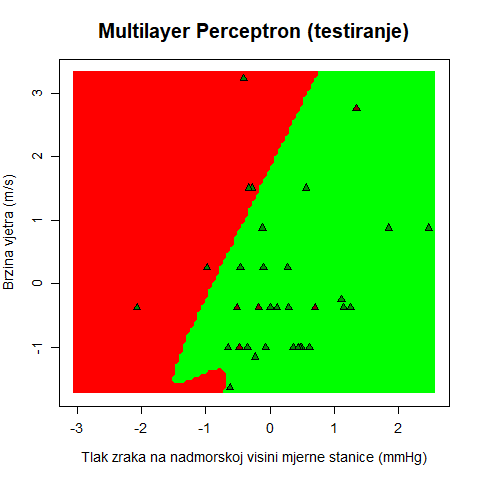 Multilayer Perceptron (testiranje)
Brzina vjetra (m/s)
3
2
1
0
-1
-3 -2 -1 0 1 2
Tlak zraka na nadmorskoj visini mjerne stanice (mmHg)